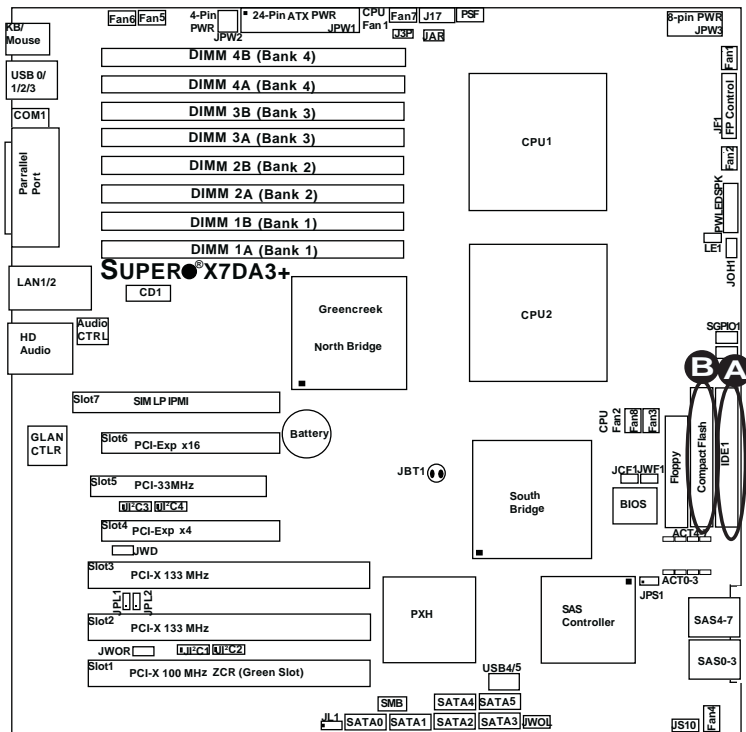 Fan6
Fan5
4-Pin
PWR
JPW2
24-Pin ATX PWR
JPW1
CPU
Fan 1
Fan7
J17
PSF
J3P
JAR
8-pin PWR
JPW3
KB/
Mouse
USB 0/
1/2/3
COM1
Parrallel
Port
DIMM 4B (Bank 4)
DIMM 4A (Bank 4)
DIMM 3B (Bank 3)
DIMM 3A (Bank 3)
DIMM 2B (Bank 2)
DIMM 2A (Bank 2)
DIMM 1B (Bank 1)
DIMM 1A (Bank 1)
CPU1
Fan1
JF1
FP Control
Fan2
PWLEDSPK
LE1
JOH1
SUPER®X7DA3+
LAN1/2
CD1
Greencreek
North Bridge
CPU2
HD
Audio
Audio
CTRL
SGPIO1
B
A
Slot7
SIM LP IPMI
Battery
GLAN
CTLR
Slot6
PCI-Exp x16
CPU
Fan2
Fan8
Fan3
Floppy
Compact Flash
IDE1
Slot5
PCI-33MHz
JBT1
South
Bridge
JCF1
JWF1
BIOS
JI²C3
JI²C4
Slot4
PCI-Exp x4
JWD
ACT4-7
Slot3
PCI-X 133 MHz
JPL1
JPL2
PXH
SAS
Controller
JPS1
ACT0-3
Slot2
PCI-X 133 MHz
SAS4-7
JWOR
JI²C1
JI²C2
SAS0-3
Slot1
PCI-X 100 MHz ZCR (Green Slot)
USB4/5
SMB
SATA4
SATA5
JL1
SATA0
SATA1
SATA2
SATA3
JWOL
JS10
Fan4